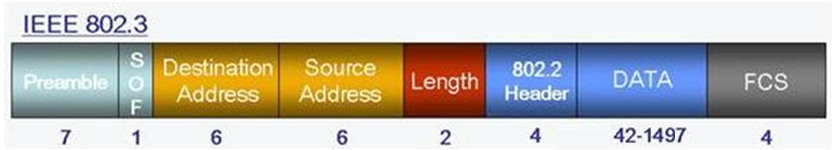 IEEE 802.3
Preamble
S
O
F
Destination
Address
Source
Address
Length
802.2
Header
DATA
FCS
7 1 6 6 2 4 42-1497 4